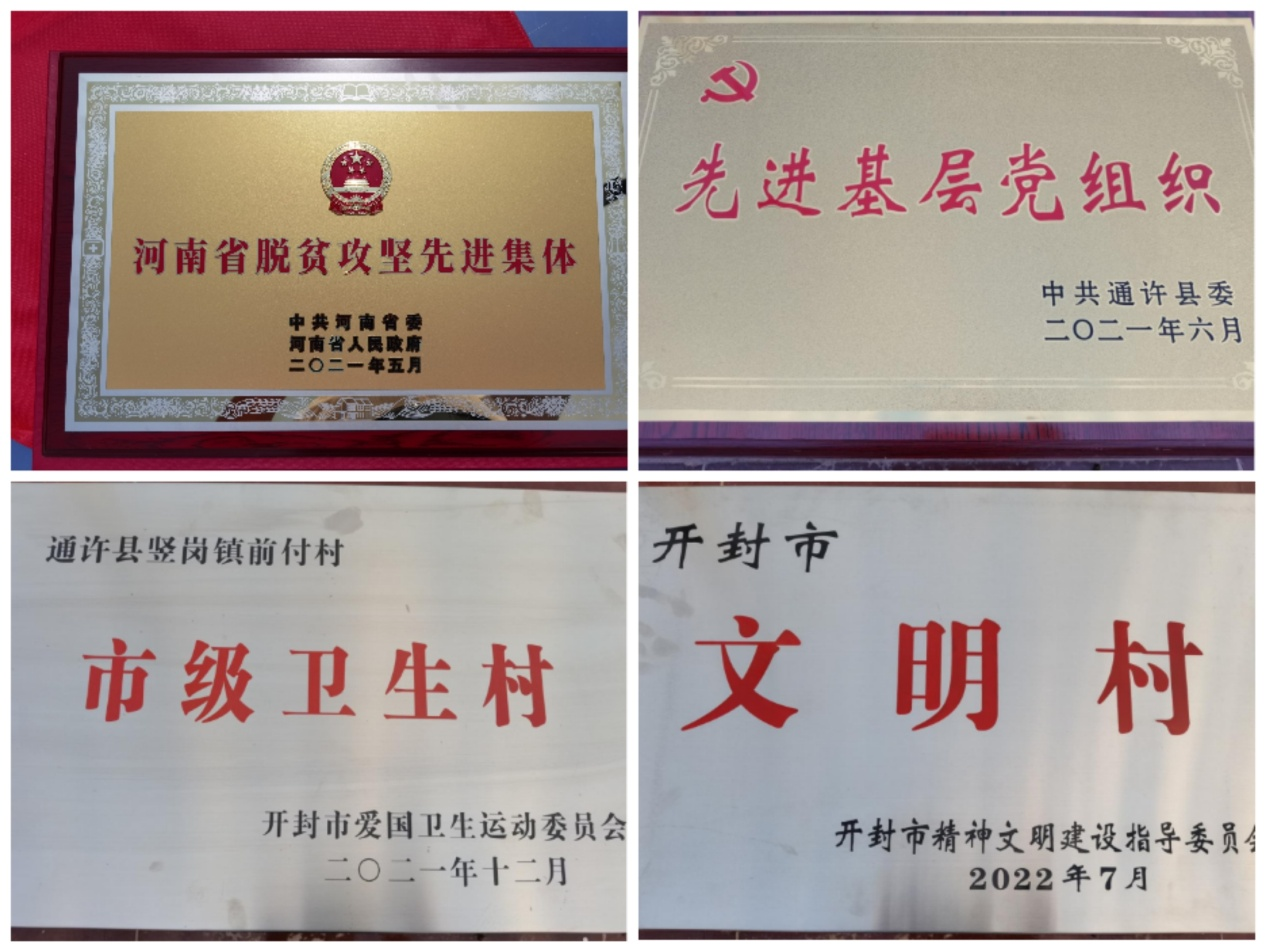 河南省脱贫攻坚先进集体
中共河南省委
河南省人民政府
二〇二一年五月
先进基层党组织
中共通许县委
二〇二一年六月
通许县竖岗镇前付村
市级卫生村
开封市爱国卫生运动委员会
二〇二一年十二月
开封市
文明村
开封市精神文明建设指导委员会
2022年7月